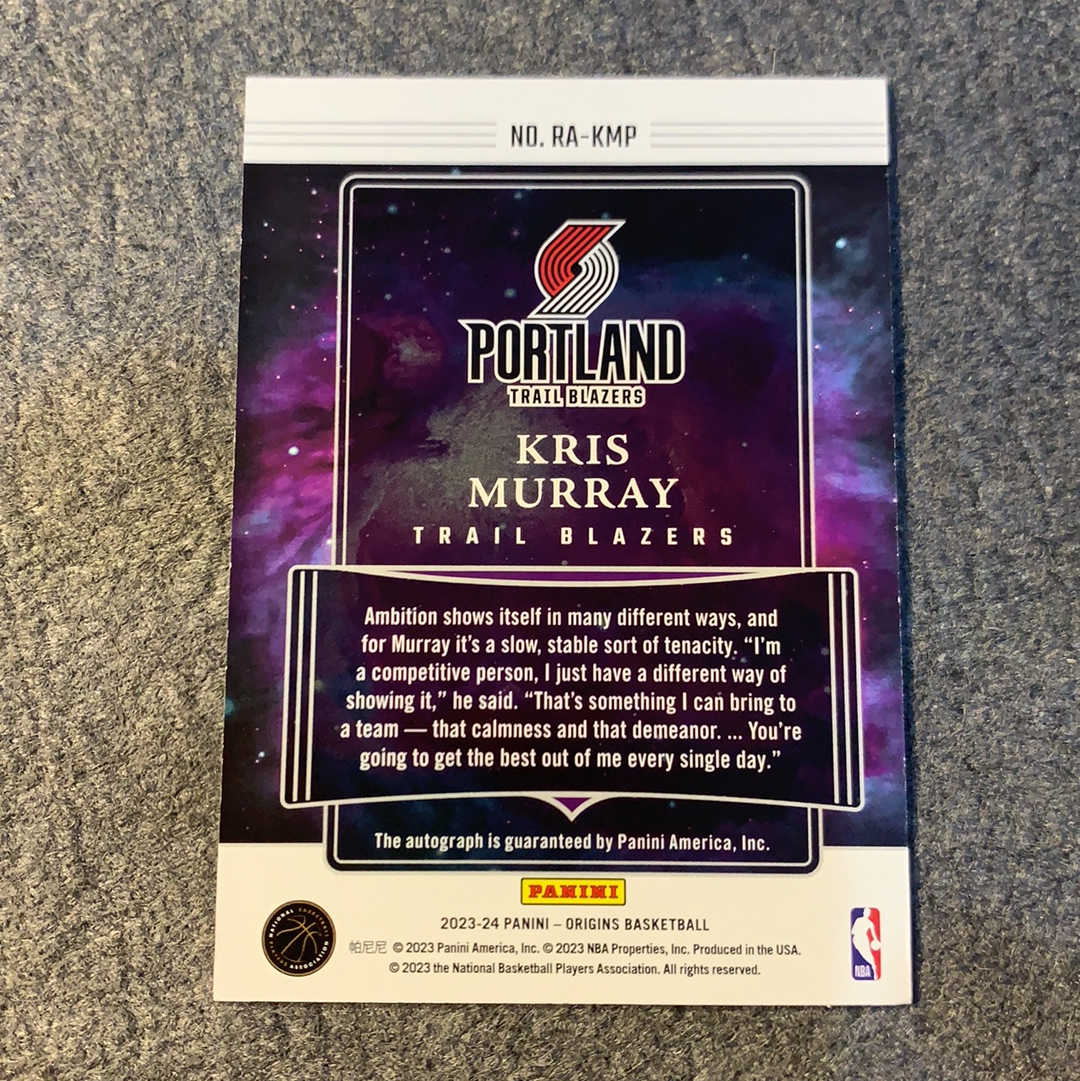 NO. RA-KMP
PORTLAND
TRAIL BLAZERS
KRIS
MURRAY
TRAIL BLAZERS
Ambition shows itself in many different ways, and
for Murray it's a slow, stable sort of tenacity. “I'm
a competitive person, I just have a different way of
showing it,” he said. “That's something I can bring to
a team — that calmness and that demeanor. ... You're
going to get the best out of me every single day.”
The autograph is guaranteed by Panini America, Inc.
PANINI
2023-24 PANINI – ORIGINS BASKETBALL
帕尼尼 © 2023 Panini America, Inc. © 2023 NBA Properties, Inc. Produced in the USA.
© 2023 the National Basketball Players Association. All rights reserved.
NATIONAL BASKETBALL
PLAYERS ASSOCIATION
NBA